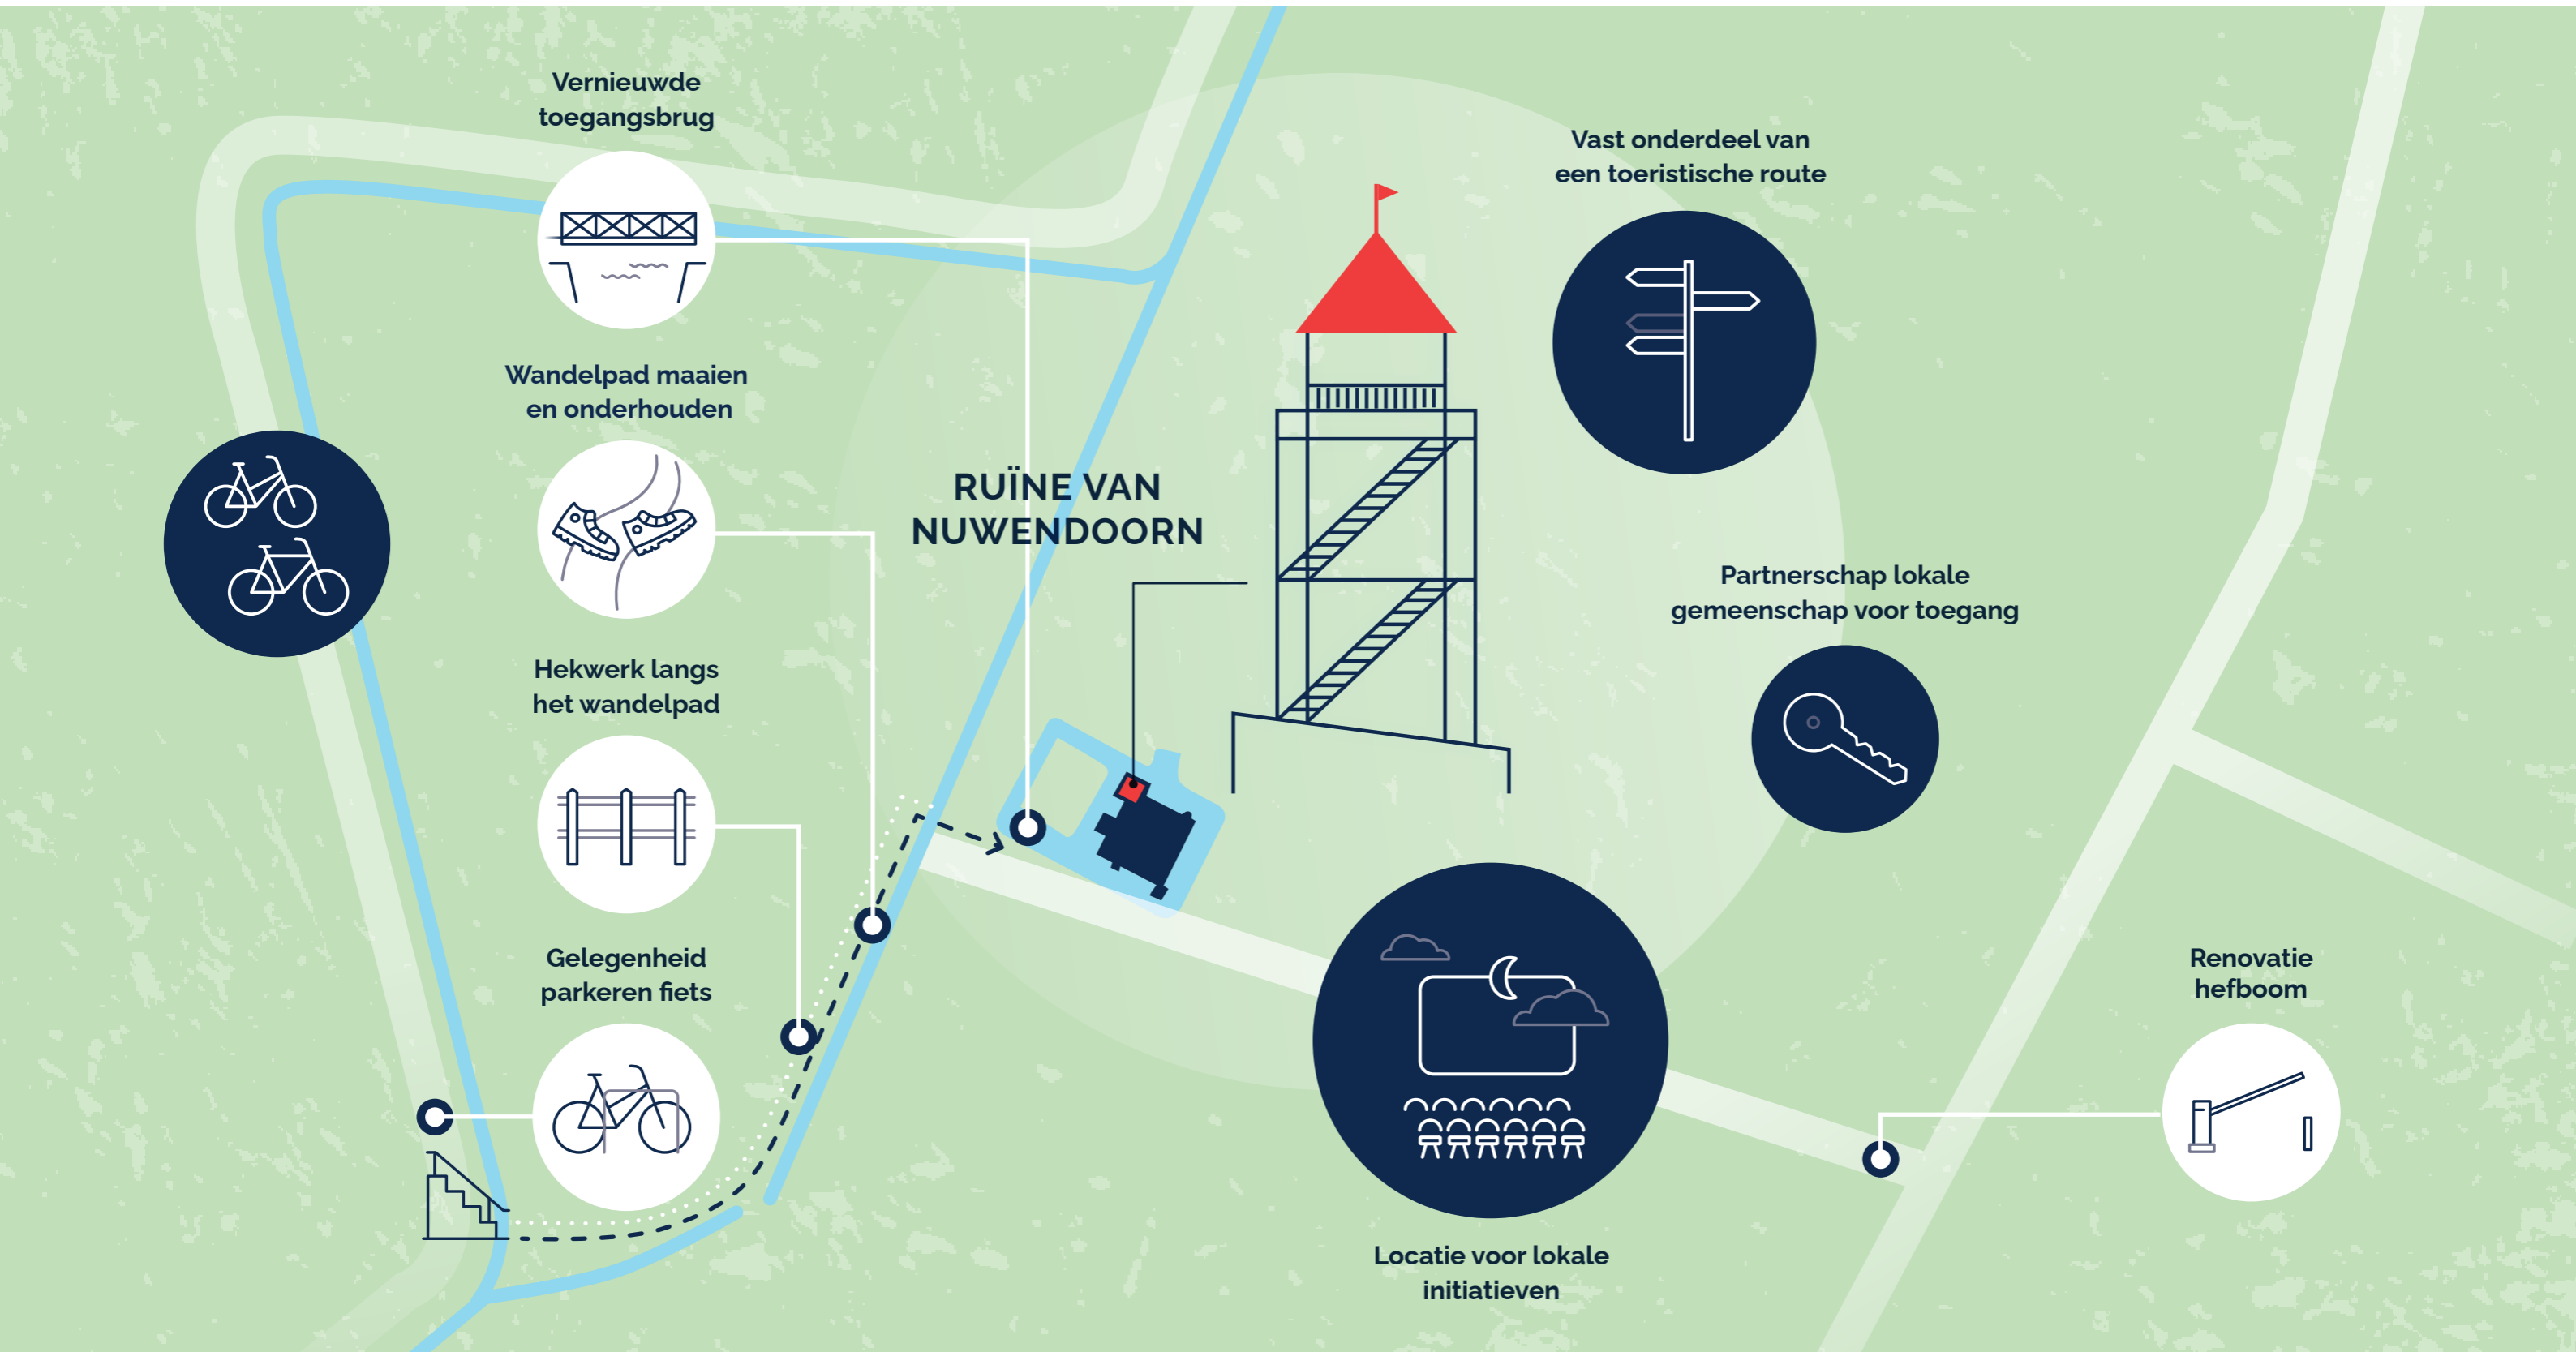 Vernieuwde
toegangsbrug
Wandelpad maaien
en onderhouden
Hekwerk langs
het wandelpad
Gelegenheid
parkeren fiets
RUÏNE VAN
NUWENDOORN
Vast onderdeel van
een toeristische route
Partnerschap lokale
gemeenschap voor toegang
Locatie voor lokale
initiatieven
Renovatie
hefboom